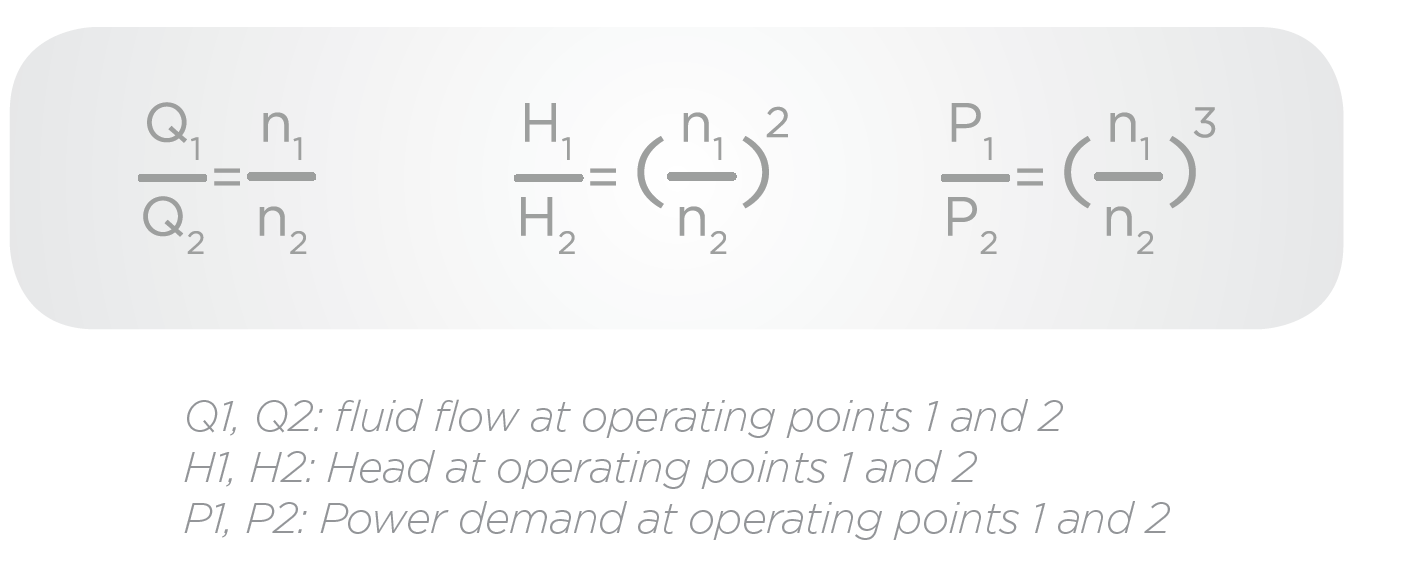 Q₁/Q₂ = n₁/n₂
H₁/H₂ = (n₁/n₂)²
P₁/P₂ = (n₁/n₂)³
Q1, Q2: fluid flow at operating points 1 and 2
H1, H2: Head at operating points 1 and 2
P1, P2: Power demand at operating points 1 and 2